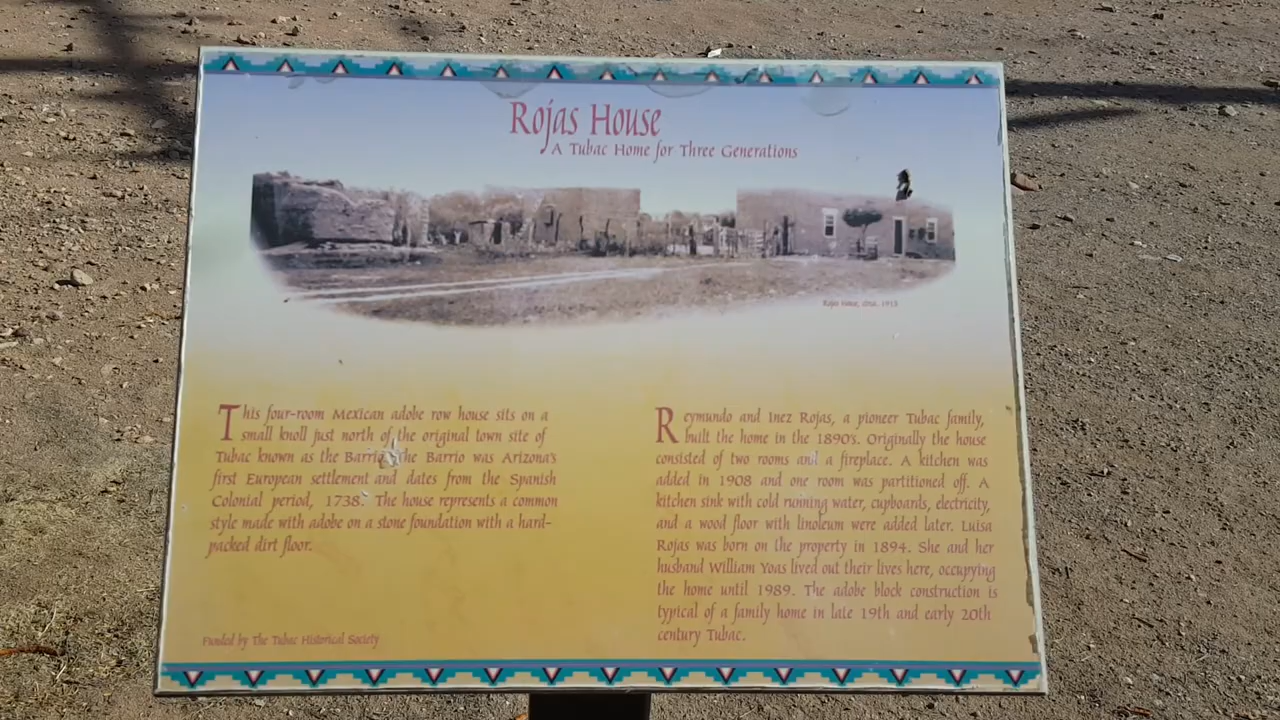 Rojas House
A Tubac Home for Three Generations
Rojas House, circa. 1913
This four-room Mexican adobe row house sits on a
small knoll just north of the original town site of
Tubac known as the Barrio the Barrio was Arizona's
first European settlement and dates from the Spanish
Colonial period, 1738. The house represents a common
style made with adobe on a stone foundation with a hard-
packed dirt floor.
Funded by The Tubac Historical Society
Reymundo and Inez Rojas, a pioneer Tubac family,
built the home in the 1890's. Originally the house
consisted of two rooms and a fireplace. A kitchen was
added in 1908 and one room was partitioned off. A
kitchen sink with cold running water, cupboards, electricity,
and a wood floor with linoleum were added later. Luisa
Rojas was born on the property in 1894. She and her
husband William Yoas lived out their lives here, occupying
the home until 1989. The adobe block construction is
typical of a family home in late 19th and early 20th
century Tubac.